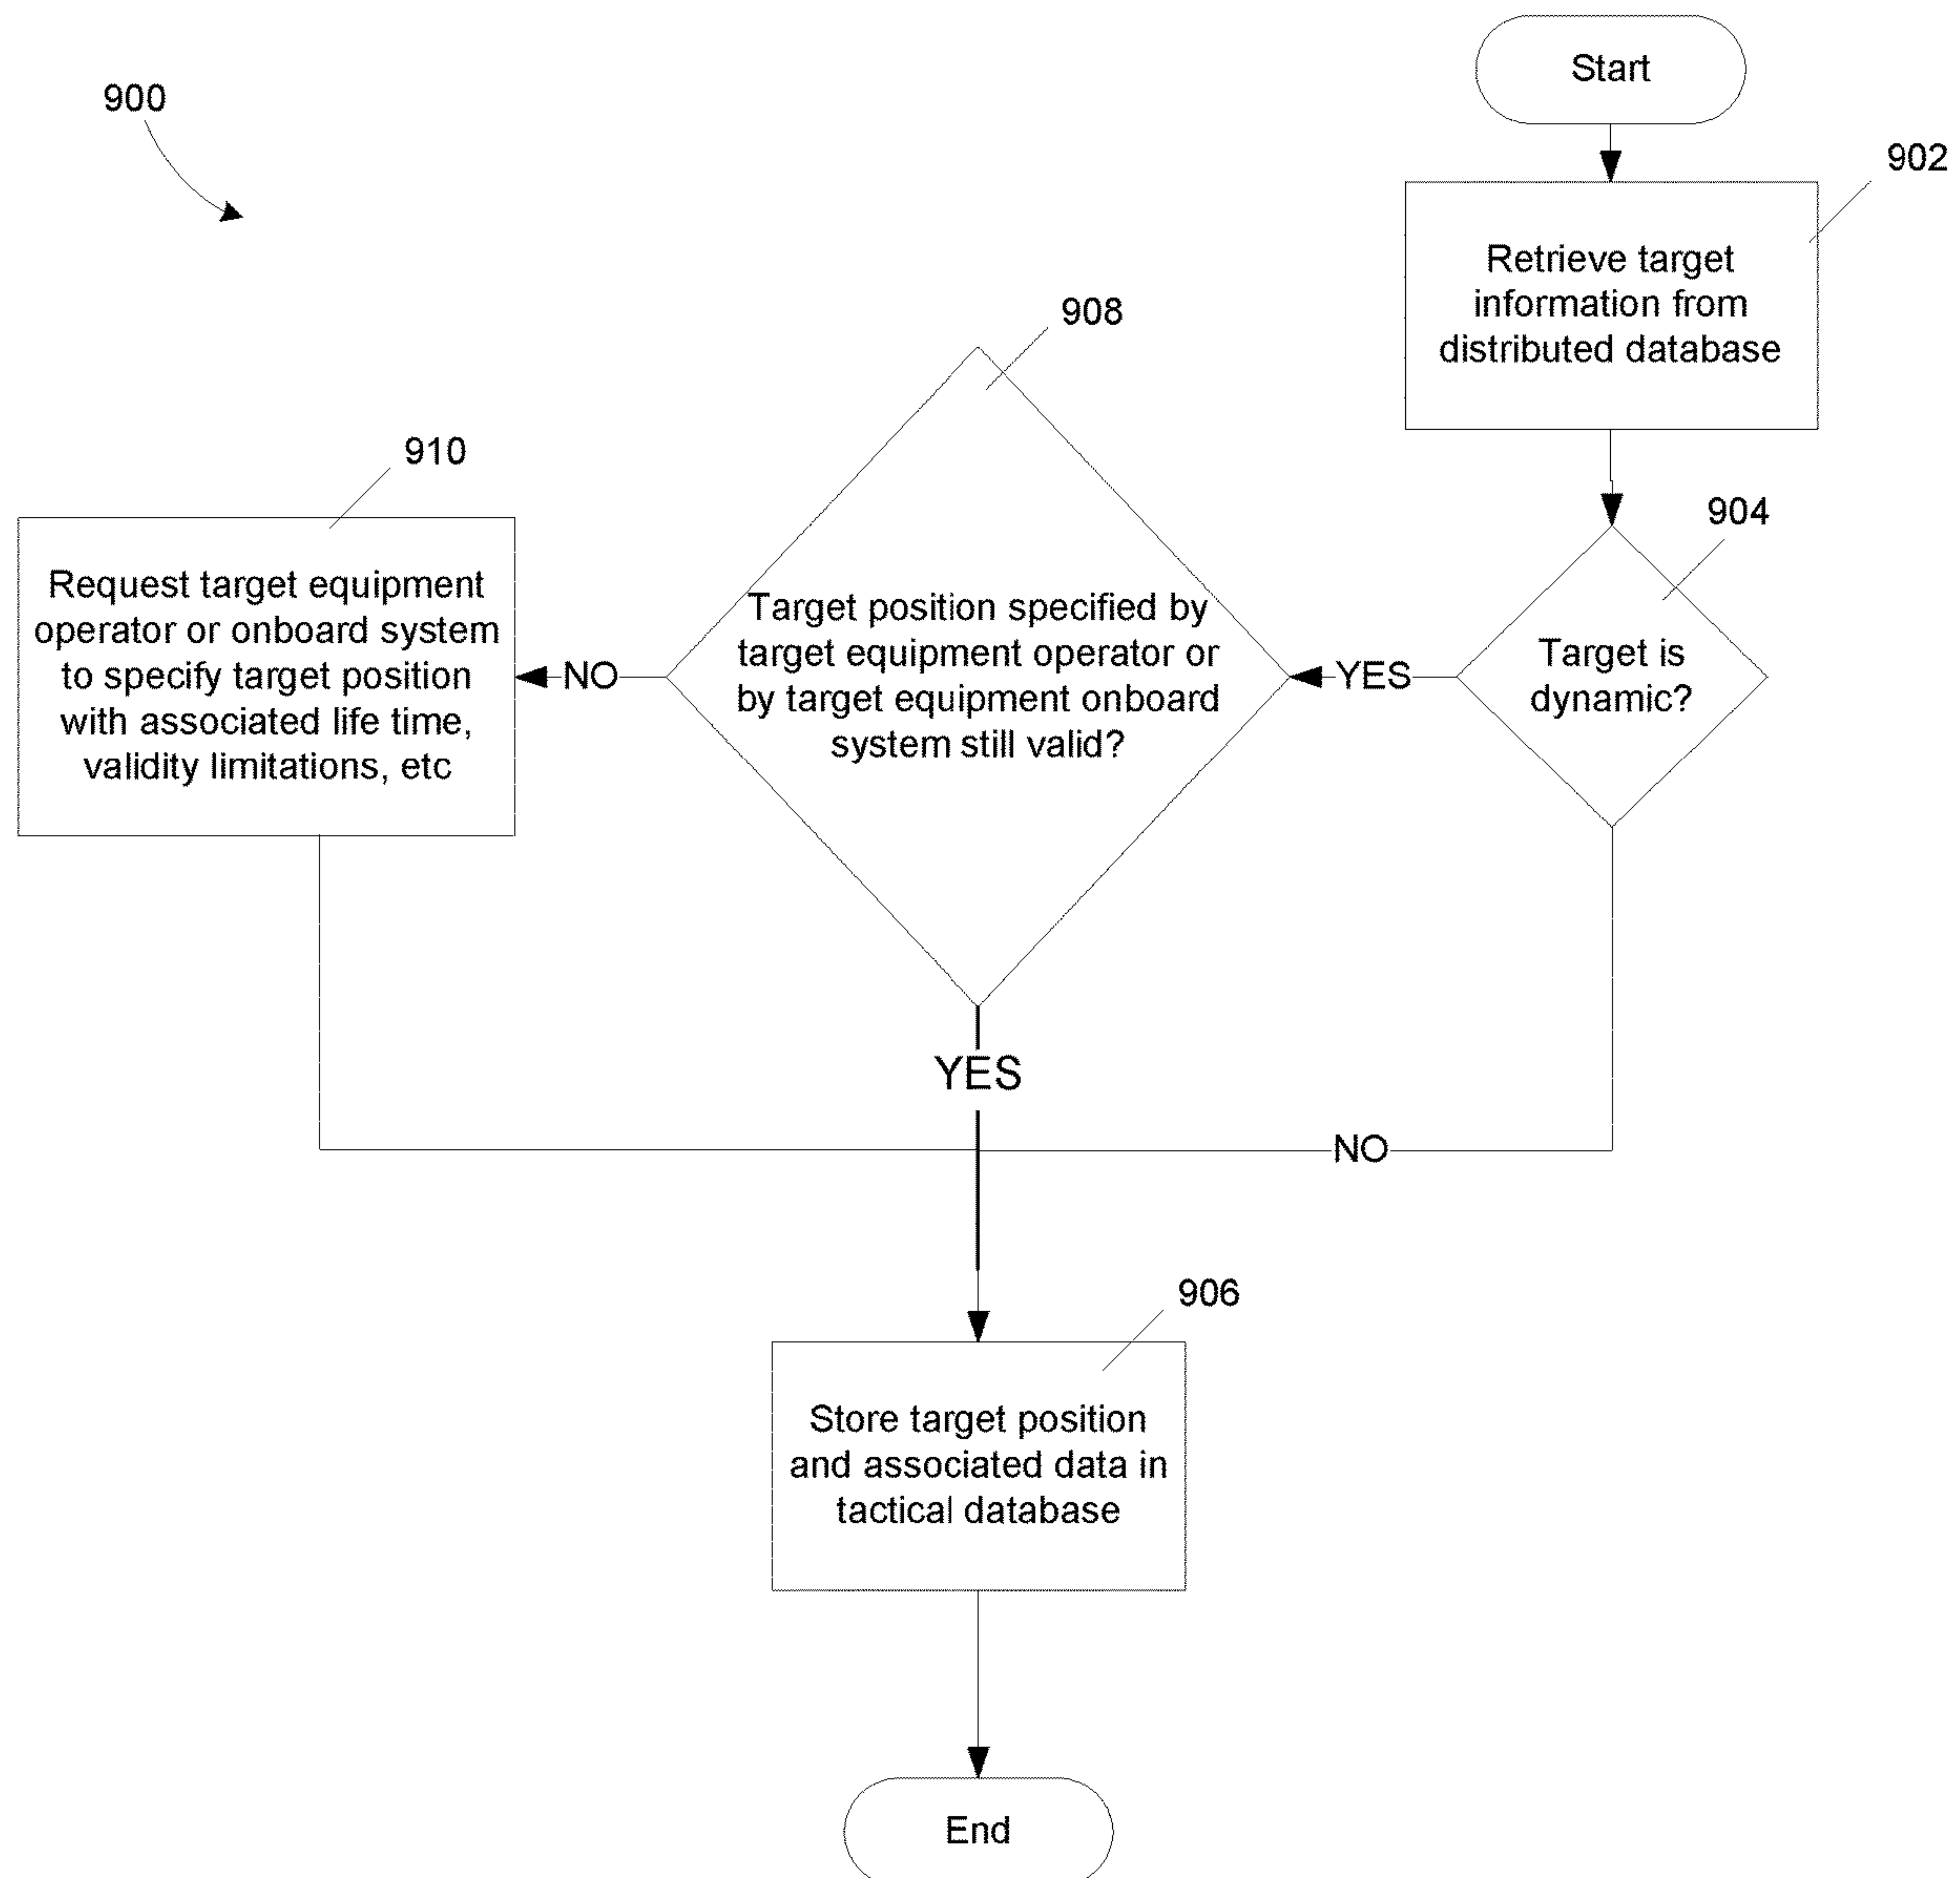 Start
900
902
Retrieve target
information from
distributed database
908
910
904
Request target equipment
operator or onboard system
to specify target position
with associated life time,
validity limitations, etc
NO
Target position specified by
target equipment operator or
by target equipment onboard
system still valid?
YES
Target is
dynamic?
YES
NO
906
Store target position
and associated data in
tactical database
End